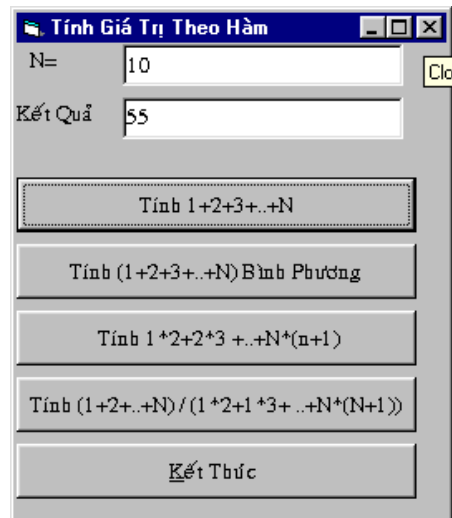 Tính Giá Trị Theo Hàm
N=
10
Clo
Kết Quả
55
Tính 1+2+3+..+N
Tính (1+2+3+..+N) Bình Phương
Tính 1*2+2*3 +..+N*(n+1)
Tính (1+2+..+N) / (1*2+1*3+ ..+N*(N+1))
Kết Thúc